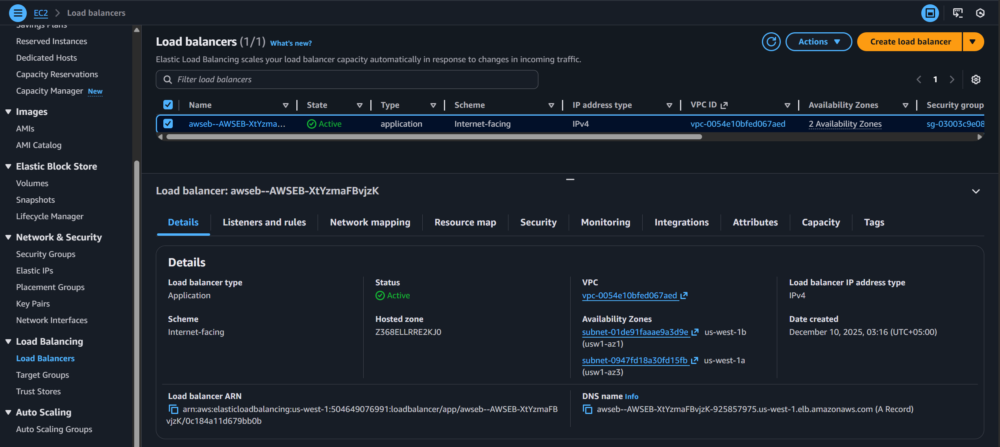 EC2 > Load balancers
Savings Plans
Reserved Instances
Dedicated Hosts
Capacity Reservations
Capacity Manager New
Images
AMIs
AMI Catalog
Elastic Block Store
Volumes
Snapshots
Lifecycle Manager
Network & Security
Security Groups
Elastic IPs
Placement Groups
Key Pairs
Network Interfaces
Load Balancing
Load Balancers
Target Groups
Trust Stores
Auto Scaling
Auto Scaling Groups
Load balancers (1/1) What's new?
Actions
Create load balancer
Elastic Load Balancing scales your load balancer capacity automatically in response to changes in incoming traffic.
Filter load balancers
1
Name State Type Scheme IP address type VPC ID Availability Zones Security group
awseb--AWSEB-XtYzma... Active application Internet-facing IPv4 vpc-0054e10bfed067aed 2 Availability Zones sg-03003c9e08
Load balancer: awseb--AWSEB-XtYzmaFBvjzK
Details Listeners and rules Network mapping Resource map Security Monitoring Integrations Attributes Capacity Tags
Details
Load balancer type
Application
Scheme
Internet-facing
Status
Active
Hosted zone
Z368ELLRRE2KJ0
VPC
vpc-0054e10bfed067aed
Availability Zones
subnet-01de91faaae9a3d9e us-west-1b
(usw1-az1)
subnet-0947fd18a30fd15fb us-west-1a
(usw1-az3)
Load balancer IP address type
IPv4
Date created
December 10, 2025, 03:16 (UTC+05:00)
Load balancer ARN
arn:aws:elasticloadbalancing:us-west-1:504649076991:loadbalancer/app/awseb--AWSEB-XtYzmaFB
vjzK/0c184a11d679bb0b
DNS name Info
awseb--AWSEB-XtYzmaFBvjzK-925857975.us-west-1.elb.amazonaws.com (A Record)